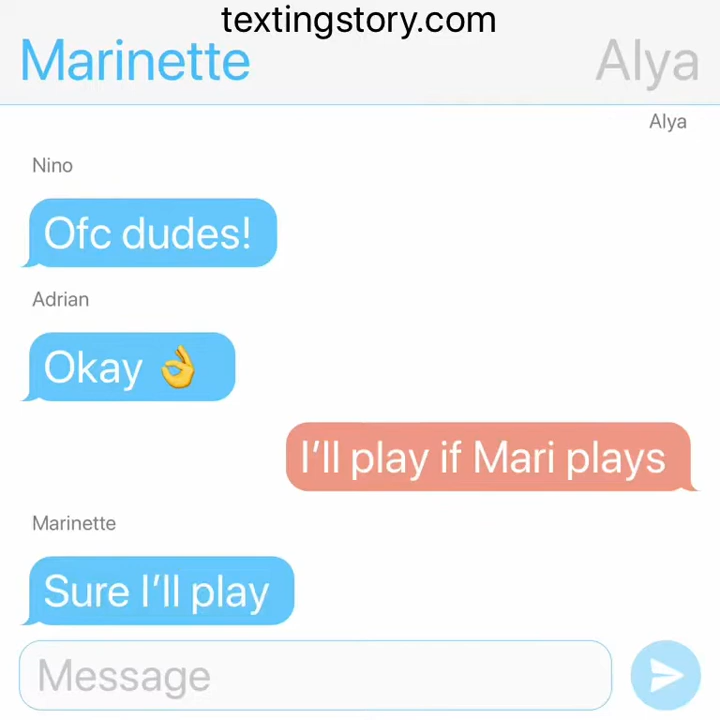 textingstory.com
Marinette Alya
Alya
Nino
Ofc dudes!
Adrian
Okay 👌
I’ll play if Mari plays
Marinette
Sure I’ll play
Message